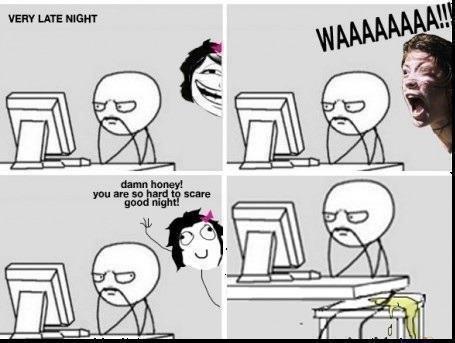 VERY LATE NIGHT
WAAAAAAAA!!!
damn honey!
you are so hard to scare
good night!